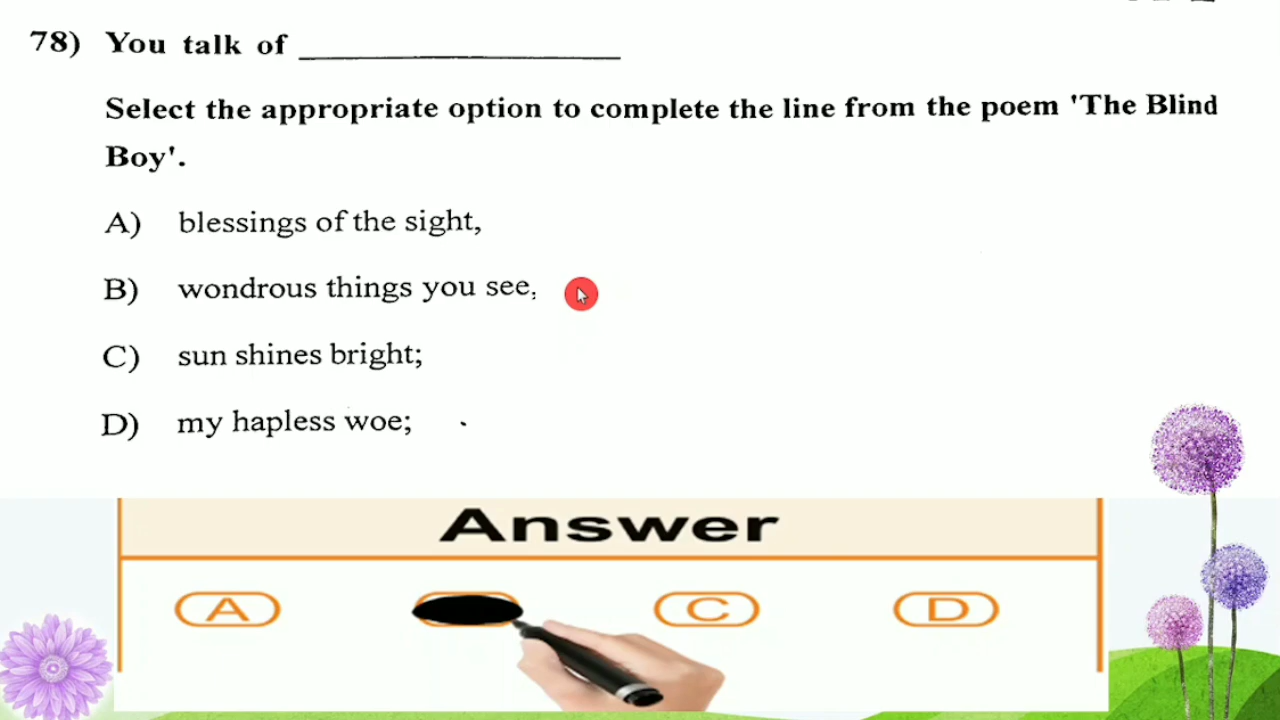 78) You talk of ____________________
Select the appropriate option to complete the line from the poem 'The Blind
Boy'.
A) blessings of the sight,
B) wondrous things you see,
C) sun shines bright;
D) my hapless woe;
Answer
A C D